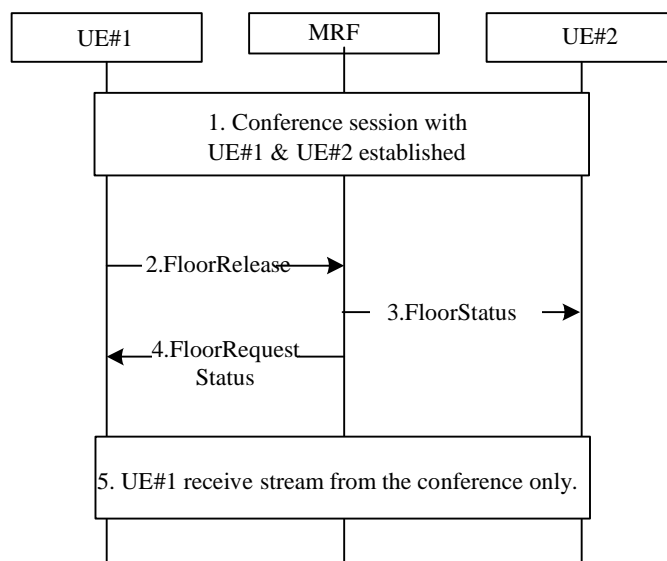 UE#1
MRF
UE#2
1. Conference session with
UE#1 & UE#2 established
2.FloorRelease
3.FloorStatus
4.FloorRequest
Status
5. UE#1 receive stream from the conference only.